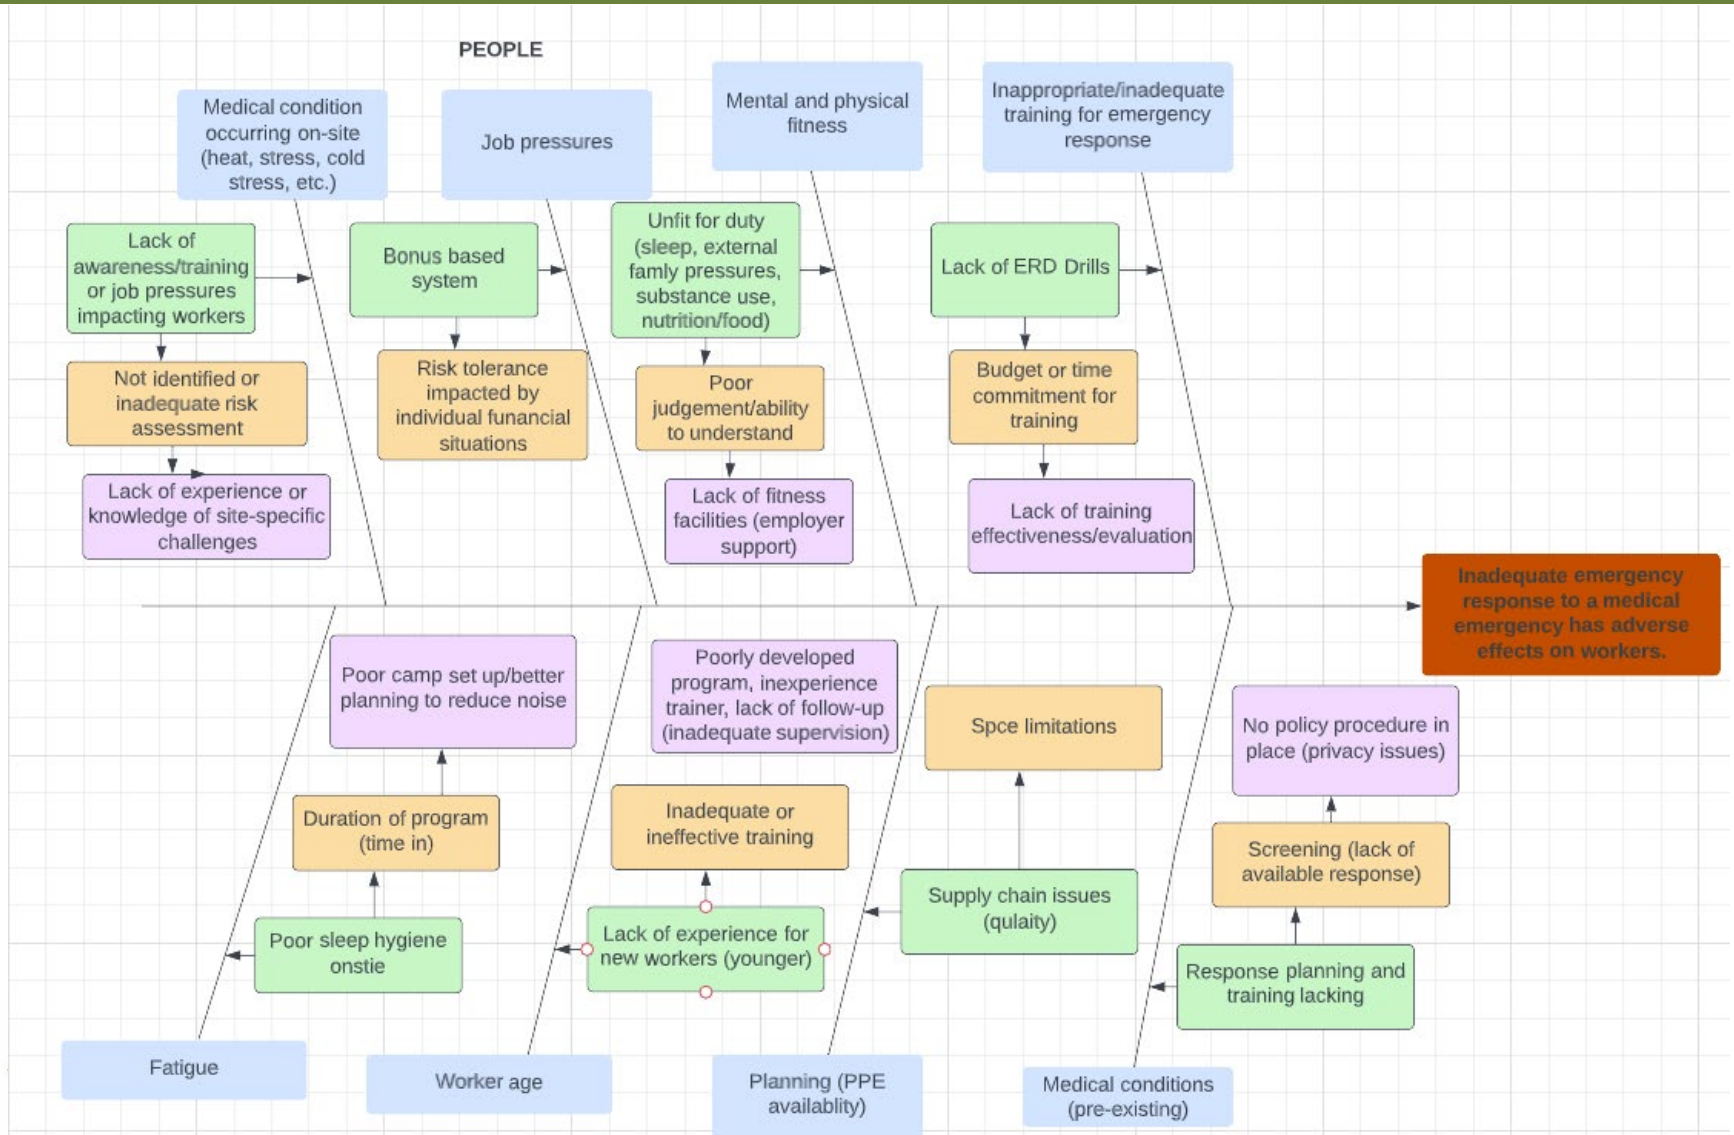 PEOPLE
Medical condition
occurring on-site
(heat, stress, cold
stress, etc.)
Job pressures
Mental and physical
fitness
Inappropriate/inadequate
training for emergency
response
Lack of
awareness/training
or job pressures
impacting workers
Bonus based
system
Unfit for duty
(sleep, external
famly pressures,
substance use,
nutrition/food)
Lack of ERD Drills
Not identified or
inadequate risk
assessment
Risk tolerance
impacted by
individual funancial
situations
Poor
judgement/ability
to understand
Budget or time
commitment for
training
Lack of experience or
knowledge of site-specific
challenges
Lack of fitness
facilities (employer
support)
Lack of training
effectiveness/evaluation
Inadequate emergency
response to a medical
emergency has adverse
effects on workers.
Poor camp set up/better
planning to reduce noise
Poorly developed
program, inexperience
trainer, lack of follow-up
(inadequate supervision)
Spce limitations
No policy procedure in
place (privacy issues)
Duration of program
(time in)
Inadequate or
ineffective training
Supply chain issues
(qulaity)
Screening (lack of
available response)
Poor sleep hygiene
onstie
Lack of experience for
new workers (younger)
Response planning and
training lacking
Fatigue
Worker age
Planning (PPE
availablity)
Medical conditions
(pre-existing)